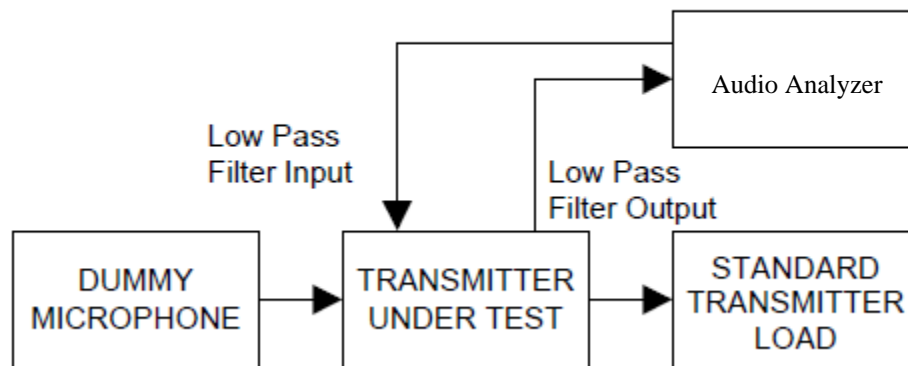 Audio Analyzer
Low Pass
Filter Input
Low Pass
Filter Output
DUMMY
MICROPHONE
TRANSMITTER
UNDER TEST
STANDARD
TRANSMITTER
LOAD